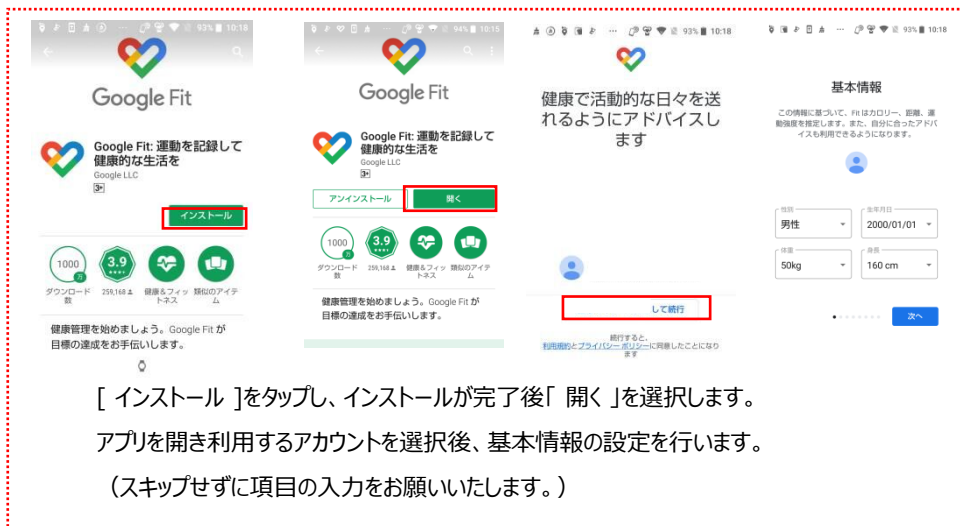 93% 10:18
Google Fit
Google Fit: 運動を記録して
健康的な生活を
Google LLC
3+
インストール
1000
万
3.9
ダウンロード
数
259,168
健康＆フィッ
トネス
類似のアイテ
ム
健康管理を始めましょう。Google Fit が
目標の達成をお手伝いします。
94% 10:15
Google Fit
Google Fit: 運動を記録して
健康的な生活を
Google LLC
3+
アンインストール
開く
1000
万
3.9
ダウンロード
数
259,168
健康＆フィッ
トネス
類似のアイテ
ム
健康管理を始めましょう。Google Fit が
目標の達成をお手伝いします。
93% 10:18
健康で活動的な日々を送
れるようにアドバイスし
ます
して続行
続行すると、
利用規約とプライバシー ポリシーに同意したことになり
ます
93% 10:18
基本情報
この情報に基づいて、Fit はカロリー、距離、運
動強度を推定します。また、自分に合ったアドバ
イスも利用できるようになります。
性別
男性
生年月日
2000/01/01
体重
50kg
身長
160 cm
次へ
[ インストール ]をタップし、インストールが完了後「 開く 」を選択します。
アプリを開き利用するアカウントを選択後、基本情報の設定を行います。
（スキップせずに項目の入力をお願いいたします。）